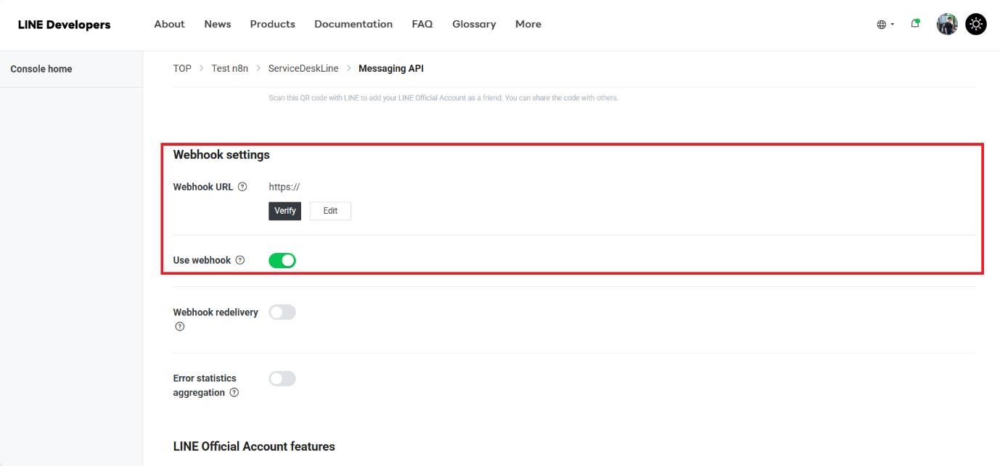 LINE Developers About News Products Documentation FAQ Glossary More
Console home
TOP > Test n8n > ServiceDeskLine > Messaging API
Scan this QR code with LINE to add your LINE Official Account as a friend. You can share the code with others.
Webhook settings
Webhook URL ? https://
Verify Edit
Use webhook ?
Webhook redelivery
?
Error statistics
aggregation ?
LINE Official Account features